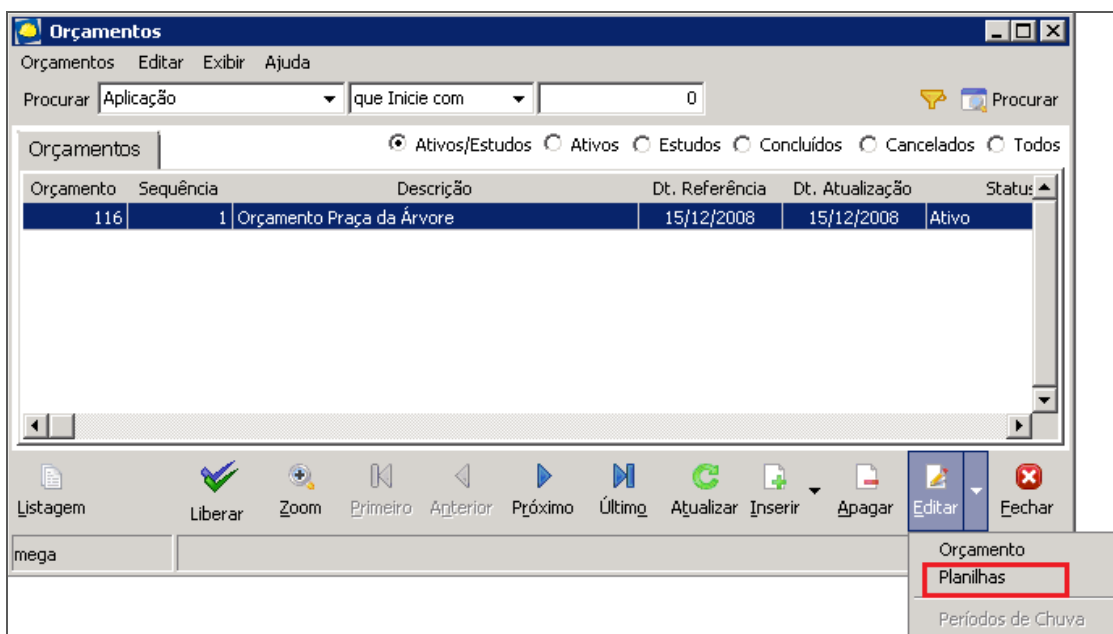 Orçamentos
Orçamentos Editar Exibir Ajuda
Procurar Aplicação que Inicie com 0 Procurar
Orçamentos Ativos/Estudos Ativos Estudos Concluídos Cancelados Todos
Orçamento Sequência Descrição Dt. Referência Dt. Atualização
116 1 Orçamento Praça da Árvore 15/12/2008 15/12/2008 Ativo
Listagem Liberar Zoom Primeiro Anterior Próximo Último Atualizar Inserir Apagar Editar Fechar
mega
Orçamento
Planilhas
Períodos de Chuva